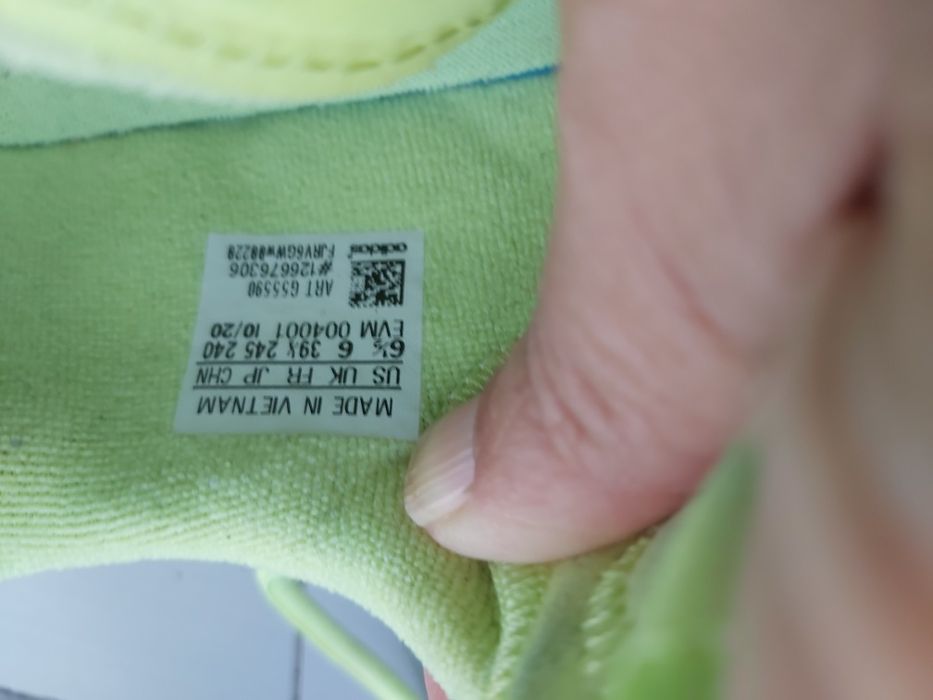 MADE IN VIETNAM
US UK FR JP CHN
6½ 6 39⅓ 245 240
EVM 004001 10/20
ART G55590
#126676306
adidas